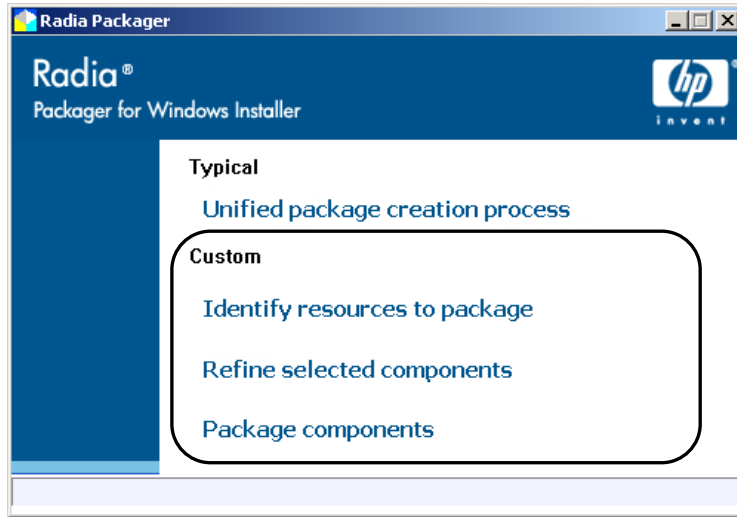 Radia Packager
Radia ®
Packager for Windows Installer
hp ®
invent
Typical
Unified package creation process
Custom
Identify resources to package
Refine selected components
Package components